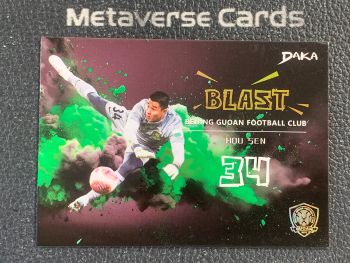 Metaverse Cards
DAKA
BLAST
BEIJING GUOAN FOOTBALL CLUB
HOU SEN
34
34